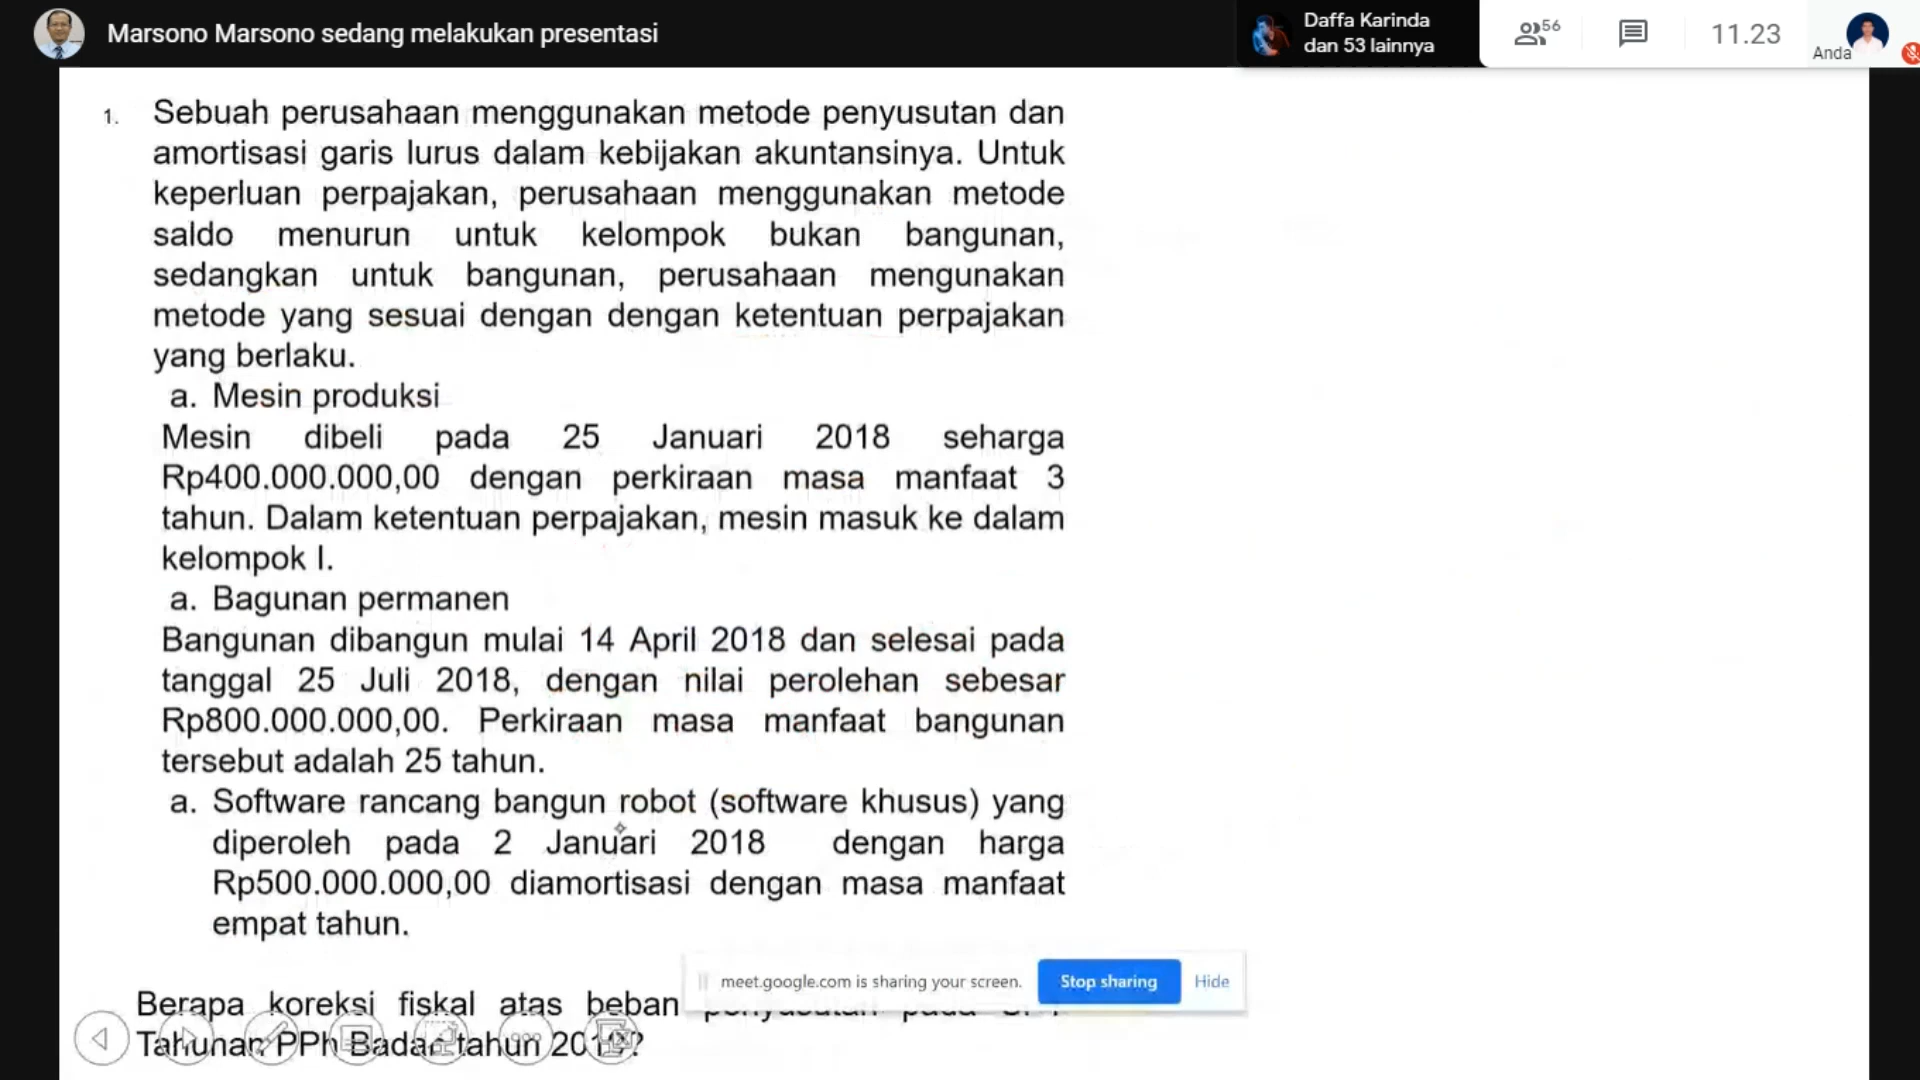 Marsono Marsono sedang melakukan presentasi
Daffa Karinda
dan 53 lainnya
56
11.23
Anda
1. Sebuah perusahaan menggunakan metode penyusutan dan
amortisasi garis lurus dalam kebijakan akuntansinya. Untuk
keperluan perpajakan, perusahaan menggunakan metode
saldo menurun untuk kelompok bukan bangunan,
sedangkan untuk bangunan, perusahaan mengunakan
metode yang sesuai dengan dengan ketentuan perpajakan
yang berlaku.
a. Mesin produksi
Mesin dibeli pada 25 Januari 2018 seharga
Rp400.000.000,00 dengan perkiraan masa manfaat 3
tahun. Dalam ketentuan perpajakan, mesin masuk ke dalam
kelompok I.
a. Bagunan permanen
Bangunan dibangun mulai 14 April 2018 dan selesai pada
tanggal 25 Juli 2018, dengan nilai perolehan sebesar
Rp800.000.000,00. Perkiraan masa manfaat bangunan
tersebut adalah 25 tahun.
a. Software rancang bangun robot (software khusus) yang
diperoleh pada 2 Januari 2018 dengan harga
Rp500.000.000,00 diamortisasi dengan masa manfaat
empat tahun.
meet.google.com is sharing your screen.
Stop sharing
Hide
Berapa koreksi fiskal atas beban penyusutan pada
Tahunan PPh Badan tahun